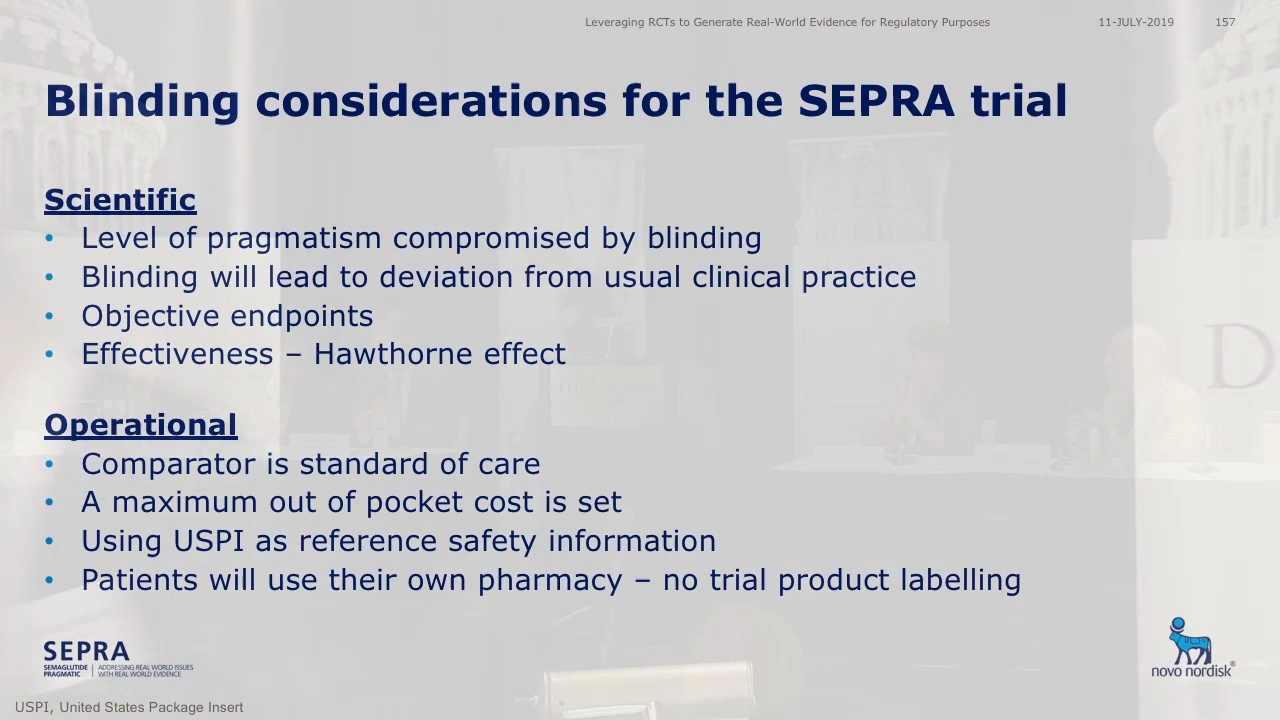 Leveraging RCTs to Generate Real-World Evidence for Regulatory Purposes 11-JULY-2019 157
Blinding considerations for the SEPRA trial
Scientific
• Level of pragmatism compromised by blinding
• Blinding will lead to deviation from usual clinical practice
• Objective endpoints
• Effectiveness – Hawthorne effect
D
Operational
• Comparator is standard of care
• A maximum out of pocket cost is set
• Using USPI as reference safety information
• Patients will use their own pharmacy – no trial product labelling
SEPRA
SEMAGLUTIDE PRAGMATIC | ADDRESSING REAL WORLD ISSUES WITH REAL WORLD EVIDENCE
novo nordisk®
USPI, United States Package Insert